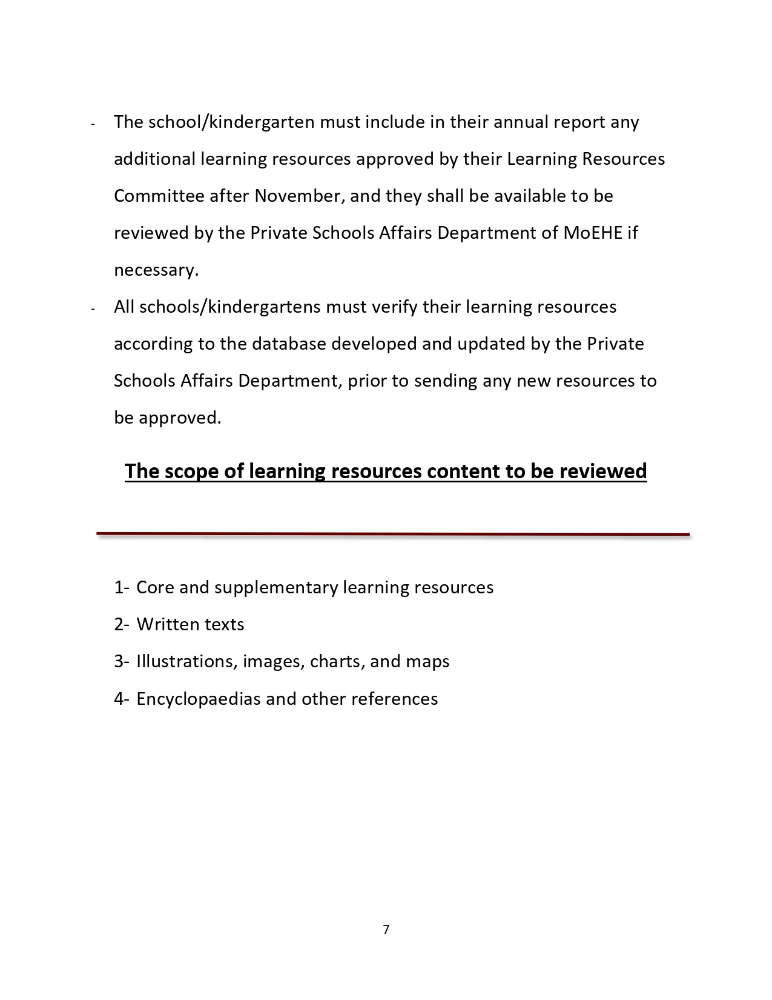 - The school/kindergarten must include in their annual report any
additional learning resources approved by their Learning Resources
Committee after November, and they shall be available to be
reviewed by the Private Schools Affairs Department of MoEHE if
necessary.
- All schools/kindergartens must verify their learning resources
according to the database developed and updated by the Private
Schools Affairs Department, prior to sending any new resources to
be approved.
The scope of learning resources content to be reviewed
1- Core and supplementary learning resources
2- Written texts
3- Illustrations, images, charts, and maps
4- Encyclopaedias and other references
7